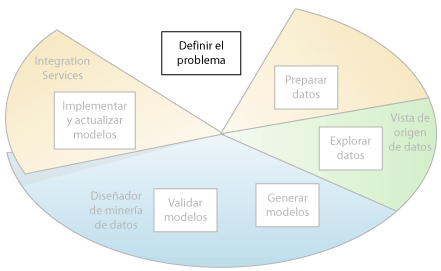 Definir el
problema
Integration
Services
Implementar
y actualizar
modelos
Preparar
datos
Vista de
origen
de datos
Explorar
datos
Diseñador
de minería
de datos
Validar
modelos
Generar
modelos